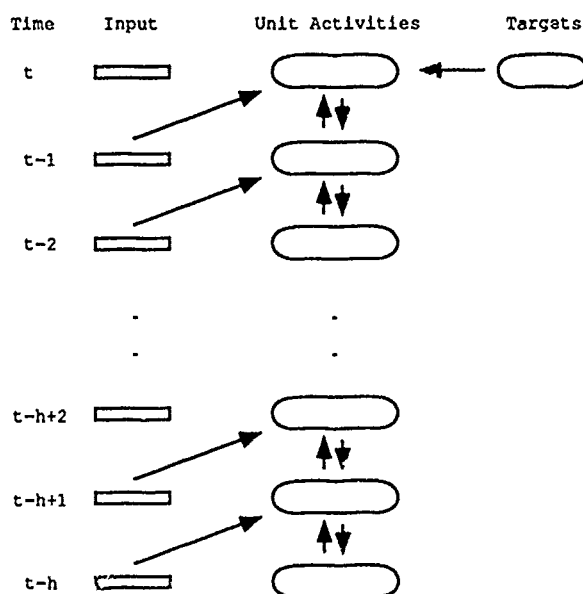 Time Input Unit Activities Targets
t
t-1
t-2
t-h+2
t-h+1
t-h